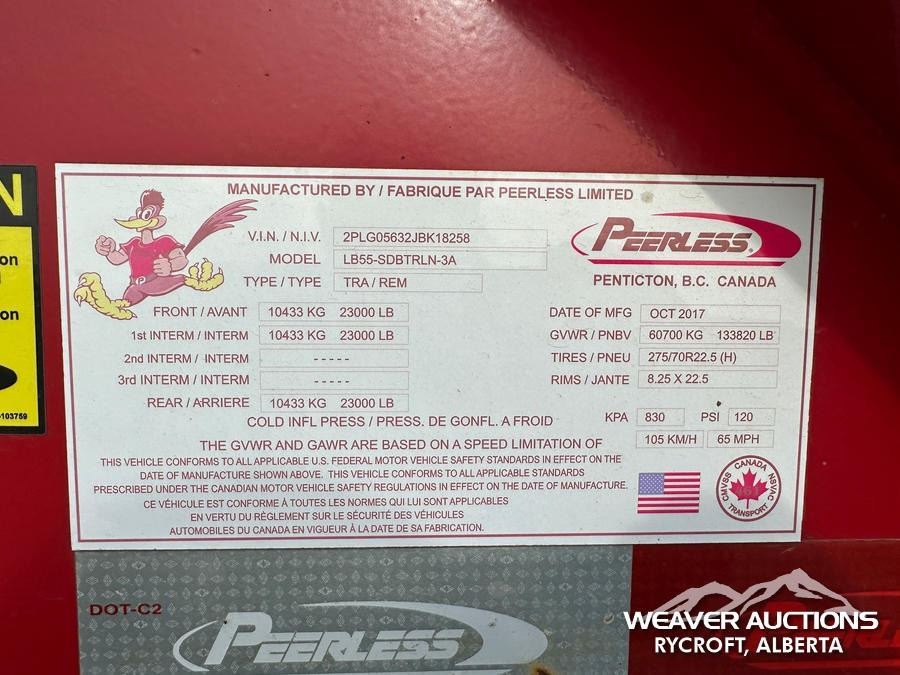 MANUFACTURED BY / FABRIQUE PAR PEERLESS LIMITED
V.I.N. / N.I.V. 2PLG05632JBK18258
MODEL LB55-SDBTRLN-3A
TYPE / TYPE TRA / REM
PEERLESS
PENTICTON, B.C. CANADA
FRONT / AVANT 10433 KG 23000 LB
1st INTERM / INTERM 10433 KG 23000 LB
2nd INTERM / INTERM - - - - -
3rd INTERM / INTERM - - - - -
REAR / ARRIERE 10433 KG 23000 LB
DATE OF MFG OCT 2017
GVWR / PNBV 60700 KG 133820 LB
TIRES / PNEU 275/70R22.5 (H)
RIMS / JANTE 8.25 X 22.5
COLD INFL PRESS / PRESS. DE GONFL. A FROID KPA 830 PSI 120
THE GVWR AND GAWR ARE BASED ON A SPEED LIMITATION OF 105 KM/H 65 MPH
THIS VEHICLE CONFORMS TO ALL APPLICABLE U.S. FEDERAL MOTOR VEHICLE SAFETY STANDARDS IN EFFECT ON THE
DATE OF MANUFACTURE SHOWN ABOVE. THIS VEHICLE CONFORMS TO ALL APPLICABLE STANDARDS
PRESCRIBED UNDER THE CANADIAN MOTOR VEHICLE SAFETY REGULATIONS IN EFFECT ON THE DATE OF MANUFACTURE.
CE VÉHICULE EST CONFORME À TOUTES LES NORMES QUI LUI SONT APPLICABLES
EN VERTU DU RÈGLEMENT SUR LE SÉCURITÉ DES VÉHICULES
AUTOMOBILES DU CANADA EN VIGUEUR À LA DATE DE SA FABRICATION.
CANADA
CMVSS NSVAC
TRANSPORT
N
on
on
-103759
DOT-C2
PEERLESS
WEAVER AUCTIONS
RYCROFT, ALBERTA